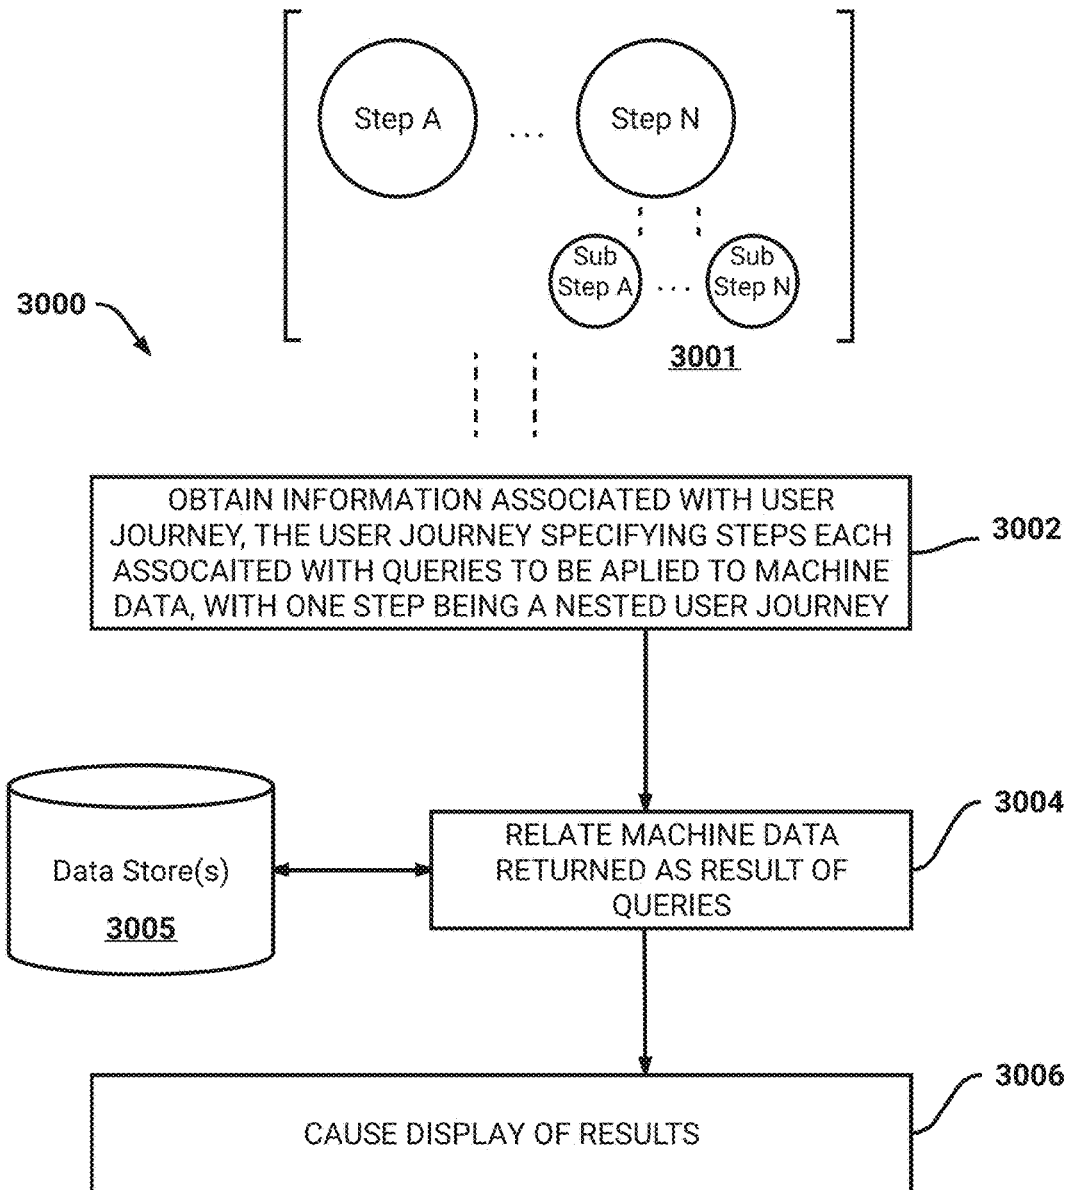 Step A
...
Step N
Sub
Step A
...
Sub
Step N
3000
3001
OBTAIN INFORMATION ASSOCIATED WITH USER
JOURNEY, THE USER JOURNEY SPECIFYING STEPS EACH
ASSOCAITED WITH QUERIES TO BE APLIED TO MACHINE
DATA, WITH ONE STEP BEING A NESTED USER JOURNEY
3002
RELATE MACHINE DATA
RETURNED AS RESULT OF
QUERIES
3004
Data Store(s)
3005
CAUSE DISPLAY OF RESULTS
3006